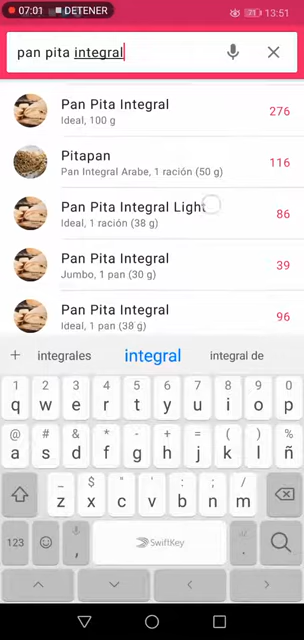 07:01 DETENER 71 13:51
pan pita integral
Pan Pita Integral
Ideal, 100 g
276
Pitapan
Pan Integral Arabe, 1 ración (50 g)
116
Pan Pita Integral Light
Ideal, 1 ración (38 g)
86
Pan Pita Integral
Jumbo, 1 pan (30 g)
39
Pan Pita Integral
Ideal, 1 pan (38 g)
96
+ integrales integral integral de
1 2 3 4 5 6 7 8 9 0
q w e r t y u i o p
@ # & * - + = ( ) %
a s d f g h j k l ñ
_ $ " ' : ; /
z x c v b n m
123 , SwiftKey .